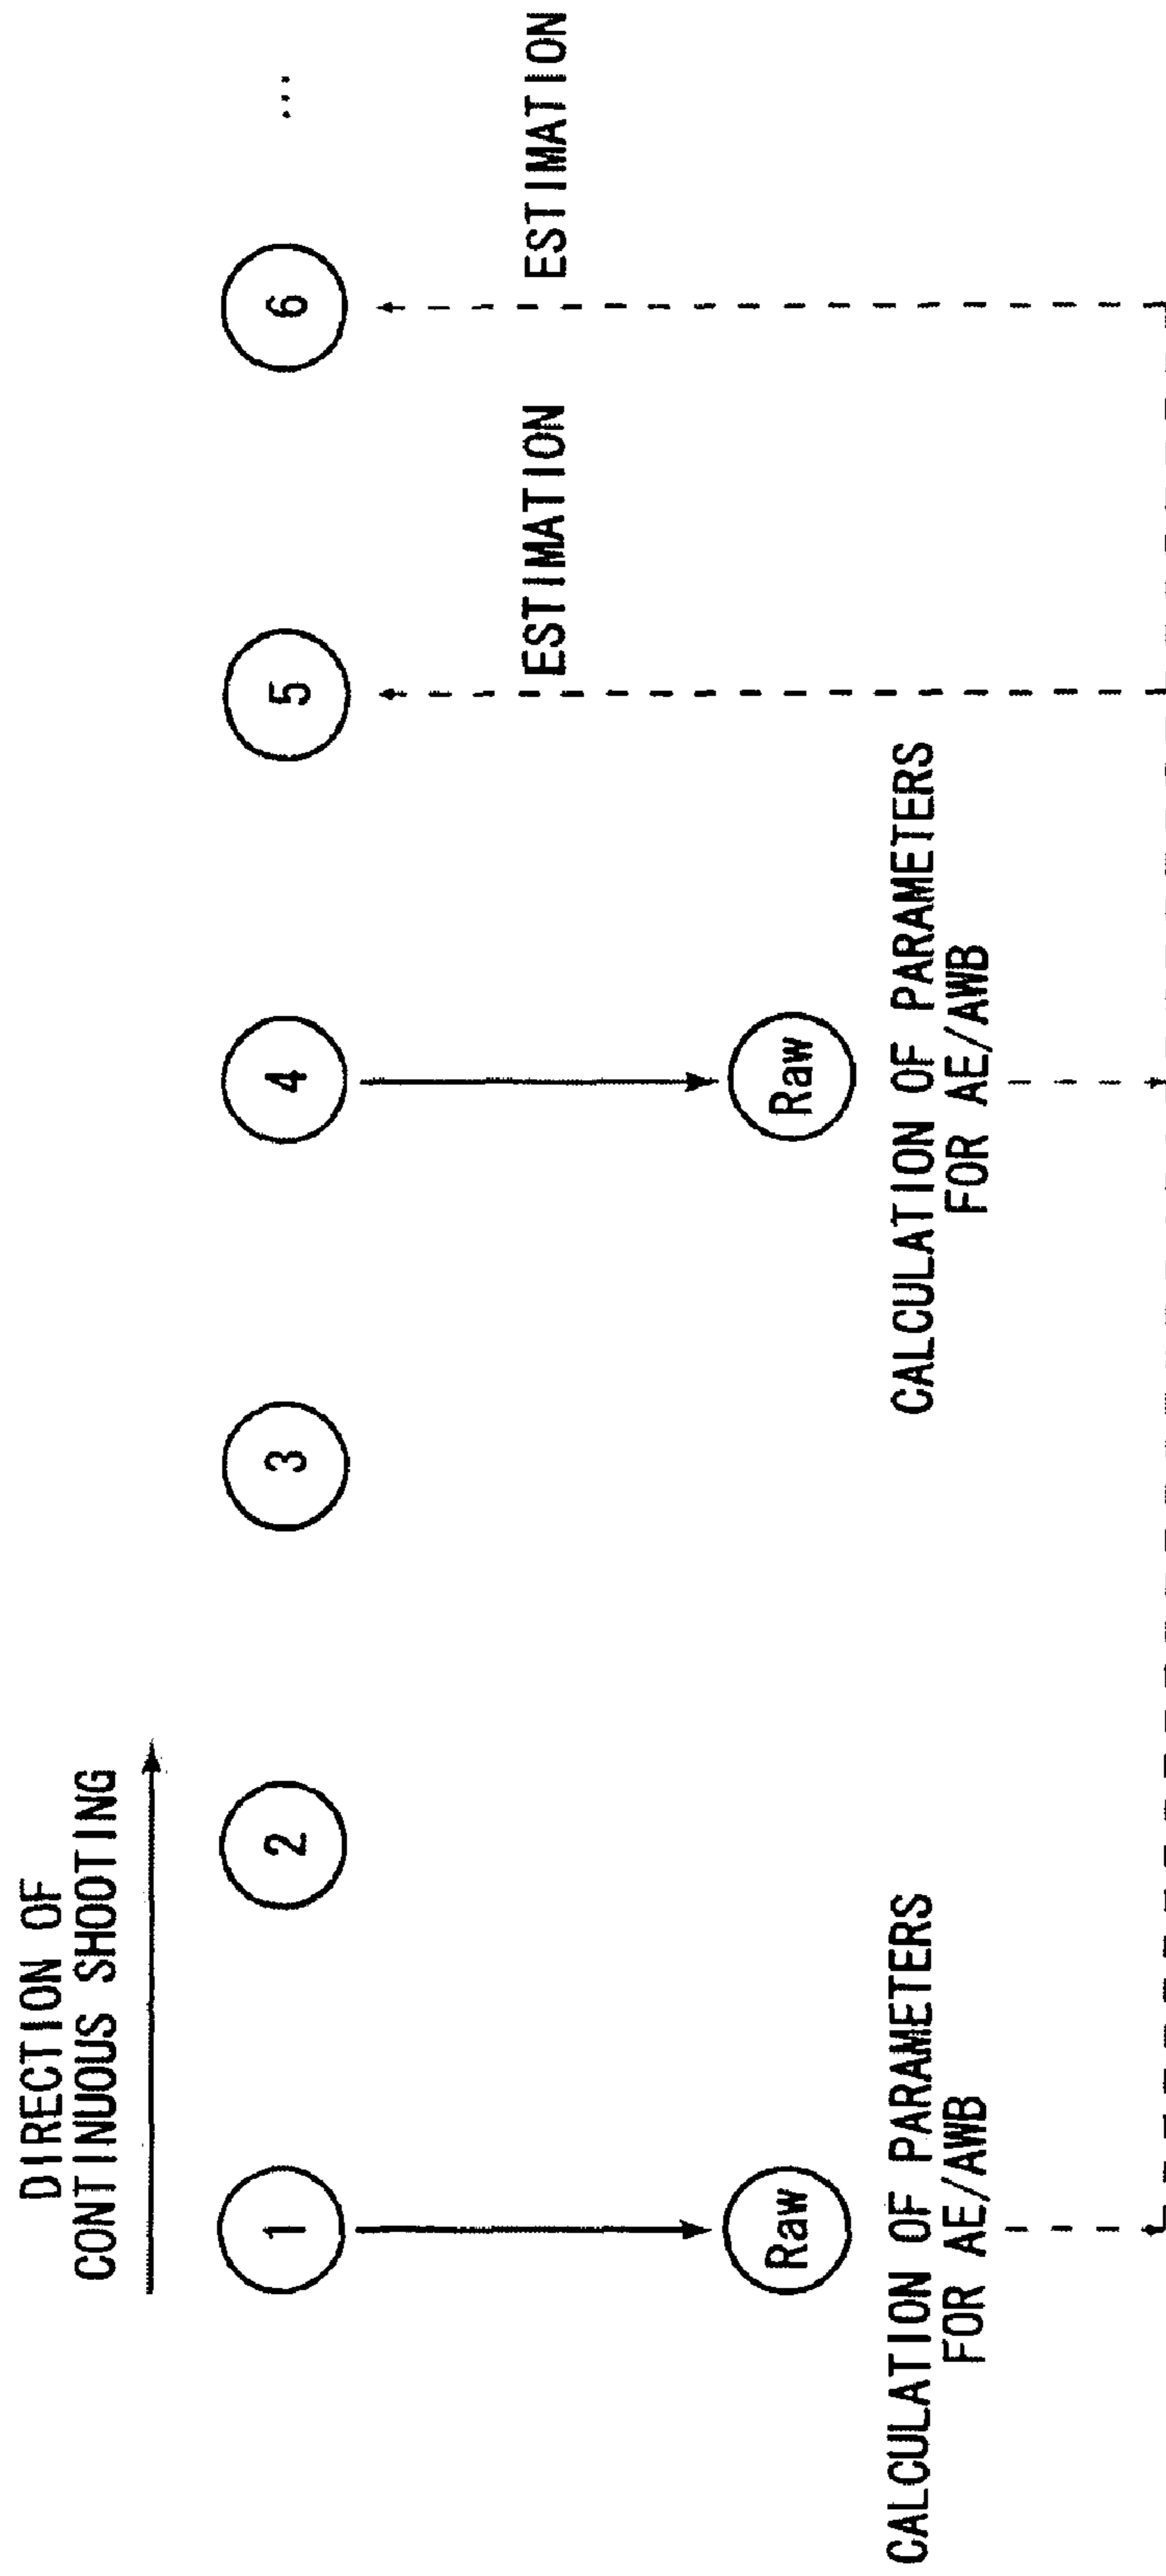 DIRECTION OF
CONTINUOUS SHOOTING
1
2
3
4
5
6
...
ESTIMATION
ESTIMATION
Raw
Raw
CALCULATION OF PARAMETERS
FOR AE/AWB
CALCULATION OF PARAMETERS
FOR AE/AWB